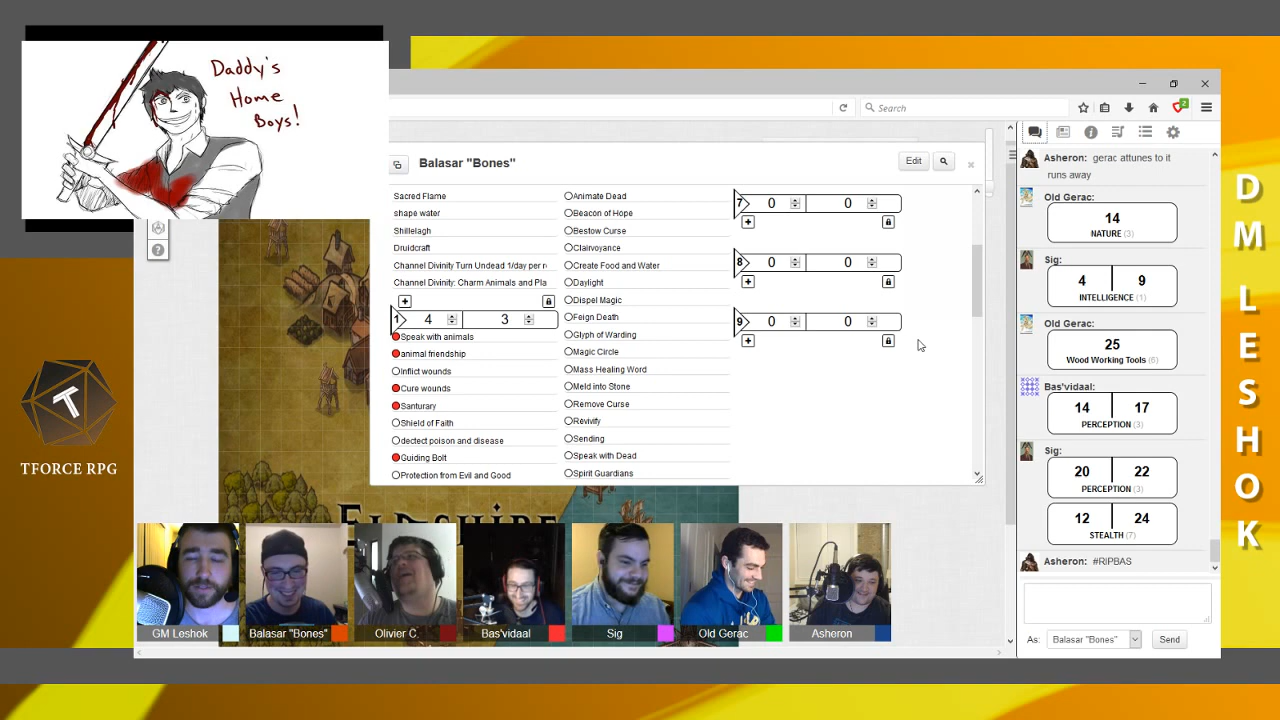 Daddy's
Home
Boys!
TFORCE RPG
DM LESHOK
Search
2
Balasar "Bones"
Edit
Sacred Flame
shape water
Shillelagh
Druidcraft
Channel Divinity Turn Undead 1/day per r
Channel Divinity: Charm Animals and Pla
1 4 3
Speak with animals
animal friendship
Inflict wounds
Cure wounds
Santurary
Shield of Faith
dectect poison and disease
Guiding Bolt
Protection from Evil and Good
Animate Dead
Beacon of Hope
Bestow Curse
Clairvoyance
Create Food and Water
Daylight
Dispel Magic
Feign Death
Glyph of Warding
Magic Circle
Mass Healing Word
Meld into Stone
Remove Curse
Revivify
Sending
Speak with Dead
Spirit Guardians
7 0 0
8 0 0
9 0 0
Asheron: gerac attunes to it
runs away
Old Gerac:
14
NATURE (3)
Sig:
4 9
INTELLIGENCE (1)
Old Gerac:
25
Wood Working Tools (6)
Bas'vidaal:
14 17
PERCEPTION (3)
Sig:
20 22
PERCEPTION (3)
12 24
STEALTH (7)
Asheron: #RIPBAS
As: Balasar "Bones" Send
GM Leshok
Balasar "Bones"
Olivier C.
Bas'vidaal
Sig
Old Gerac
Asheron